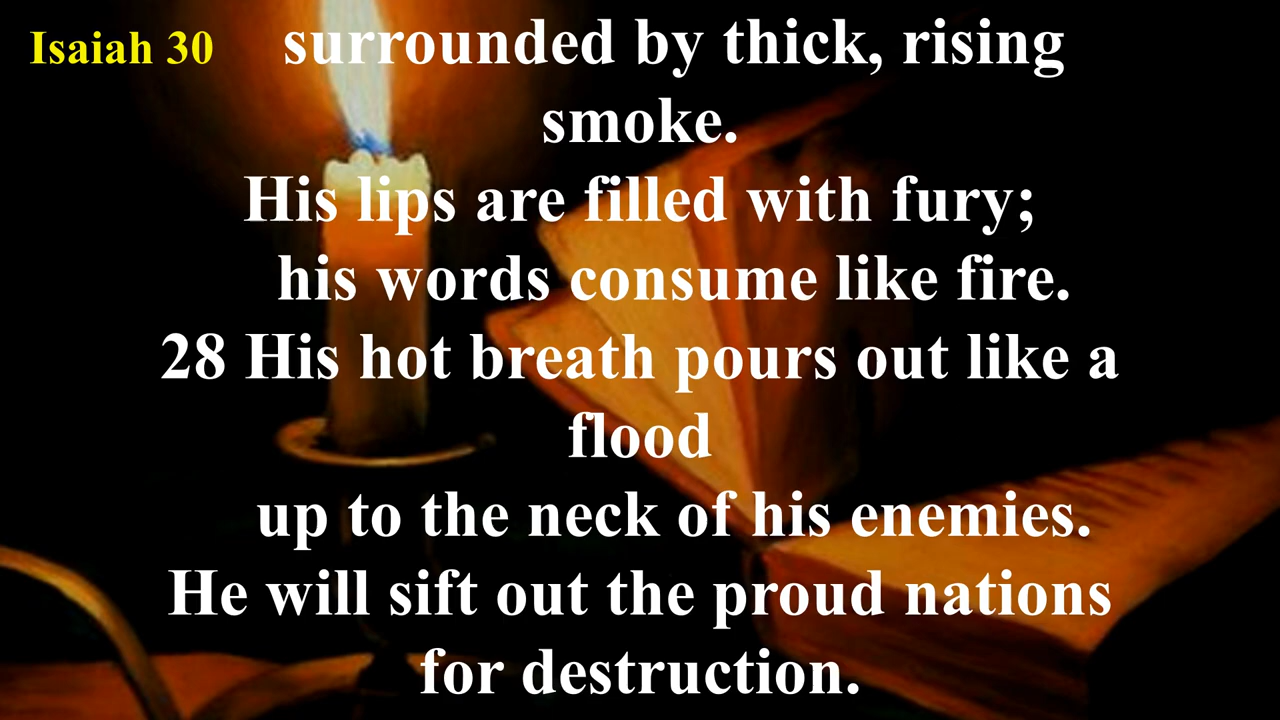 Isaiah 30
surrounded by thick, rising
smoke.
His lips are filled with fury;
his words consume like fire.
28 His hot breath pours out like a
flood
up to the neck of his enemies.
He will sift out the proud nations
for destruction.